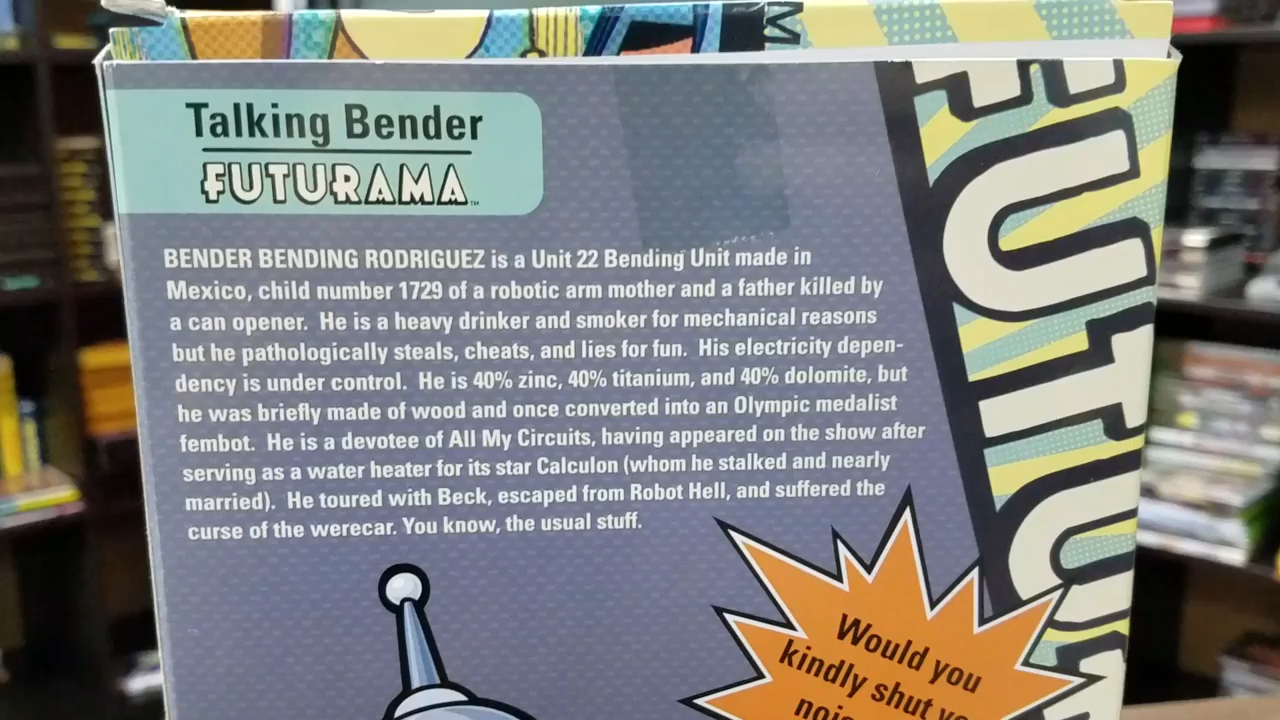 Talking Bender
FUTURAMA™
BENDER BENDING RODRIGUEZ is a Unit 22 Bending Unit made in
Mexico, child number 1729 of a robotic arm mother and a father killed by
a can opener.  He is a heavy drinker and smoker for mechanical reasons
but he pathologically steals, cheats, and lies for fun.  His electricity depen-
dency is under control.  He is 40% zinc, 40% titanium, and 40% dolomite, but
he was briefly made of wood and once converted into an Olympic medalist
fembot.  He is a devotee of All My Circuits, having appeared on the show after
serving as a water heater for its star Calculon (whom he stalked and nearly
married).  He toured with Beck, escaped from Robot Hell, and suffered the
curse of the werecar. You know, the usual stuff.
Would you
kindly shut
FUTU
M